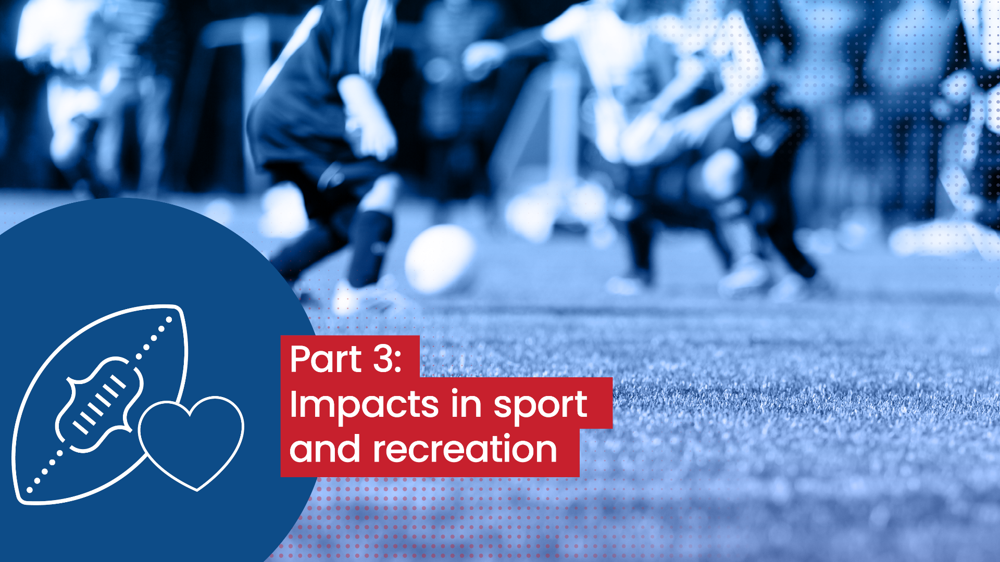 Part 3:
Impacts in sport
and recreation